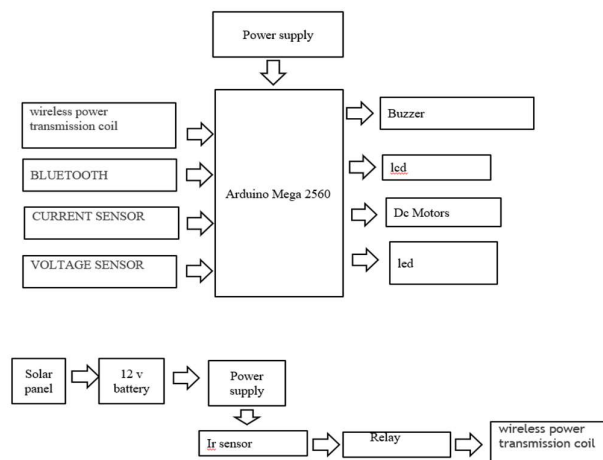 Power supply
wireless power
transmission coil
BLUETOOTH
CURRENT SENSOR
VOLTAGE SENSOR
Arduino Mega 2560
Buzzer
lcd
Dc Motors
led
Solar
panel
12 v
battery
Power
supply
Ir sensor
Relay
wireless power
transmission coil